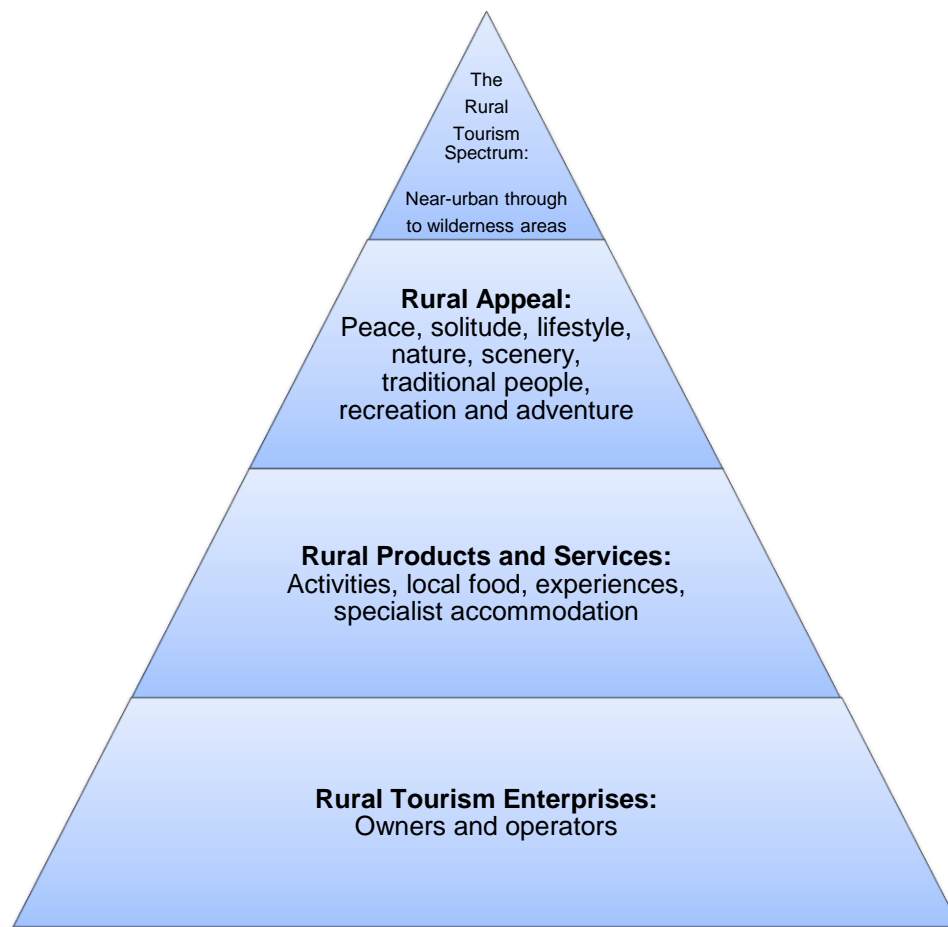 The
Rural
Tourism
Spectrum:
Near-urban through
to wilderness areas
Rural Appeal:
Peace, solitude, lifestyle,
nature, scenery,
traditional people,
recreation and adventure
Rural Products and Services:
Activities, local food, experiences,
specialist accommodation
Rural Tourism Enterprises:
Owners and operators